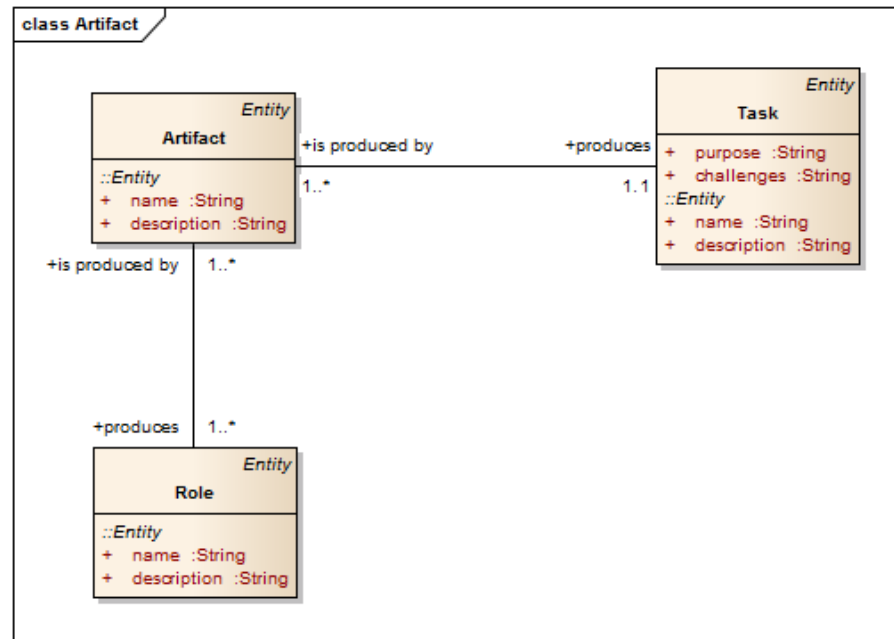 class Artifact
Entity
Artifact
::Entity
+ name :String
+ description :String
+is produced by
1..*
+produces
1..1
Entity
Task
+ purpose :String
+ challenges :String
::Entity
+ name :String
+ description :String
+is produced by
1..*
+produces
1..*
Entity
Role
::Entity
+ name :String
+ description :String